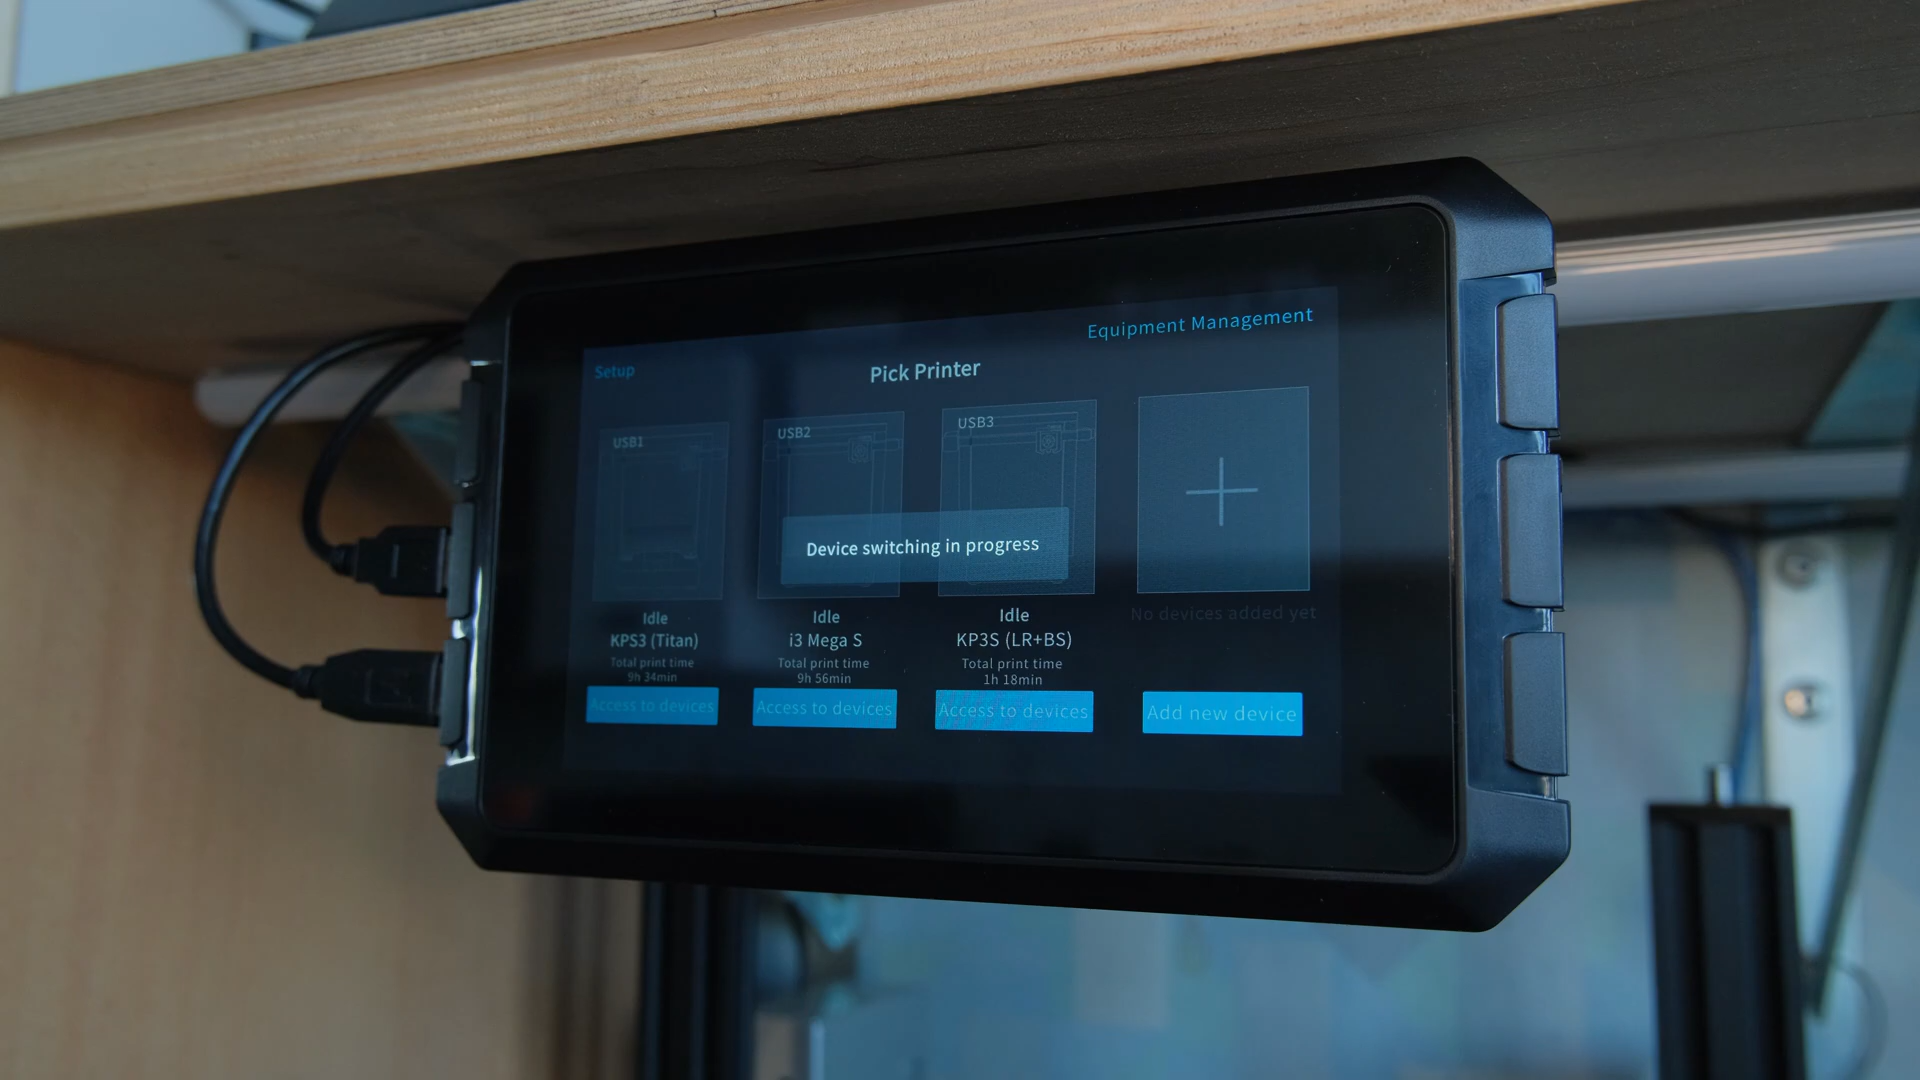 Equipment Management
Setup
Pick Printer
USB1
USB2
USB3
Device switching in progress
Idle
KPS3 (Titan)
Total print time
9h 34min
Access to devices
Idle
i3 Mega S
Total print time
9h 56min
Access to devices
Idle
KP3S (LR+BS)
Total print time
1h 18min
Access to devices
No devices added yet
Add new device